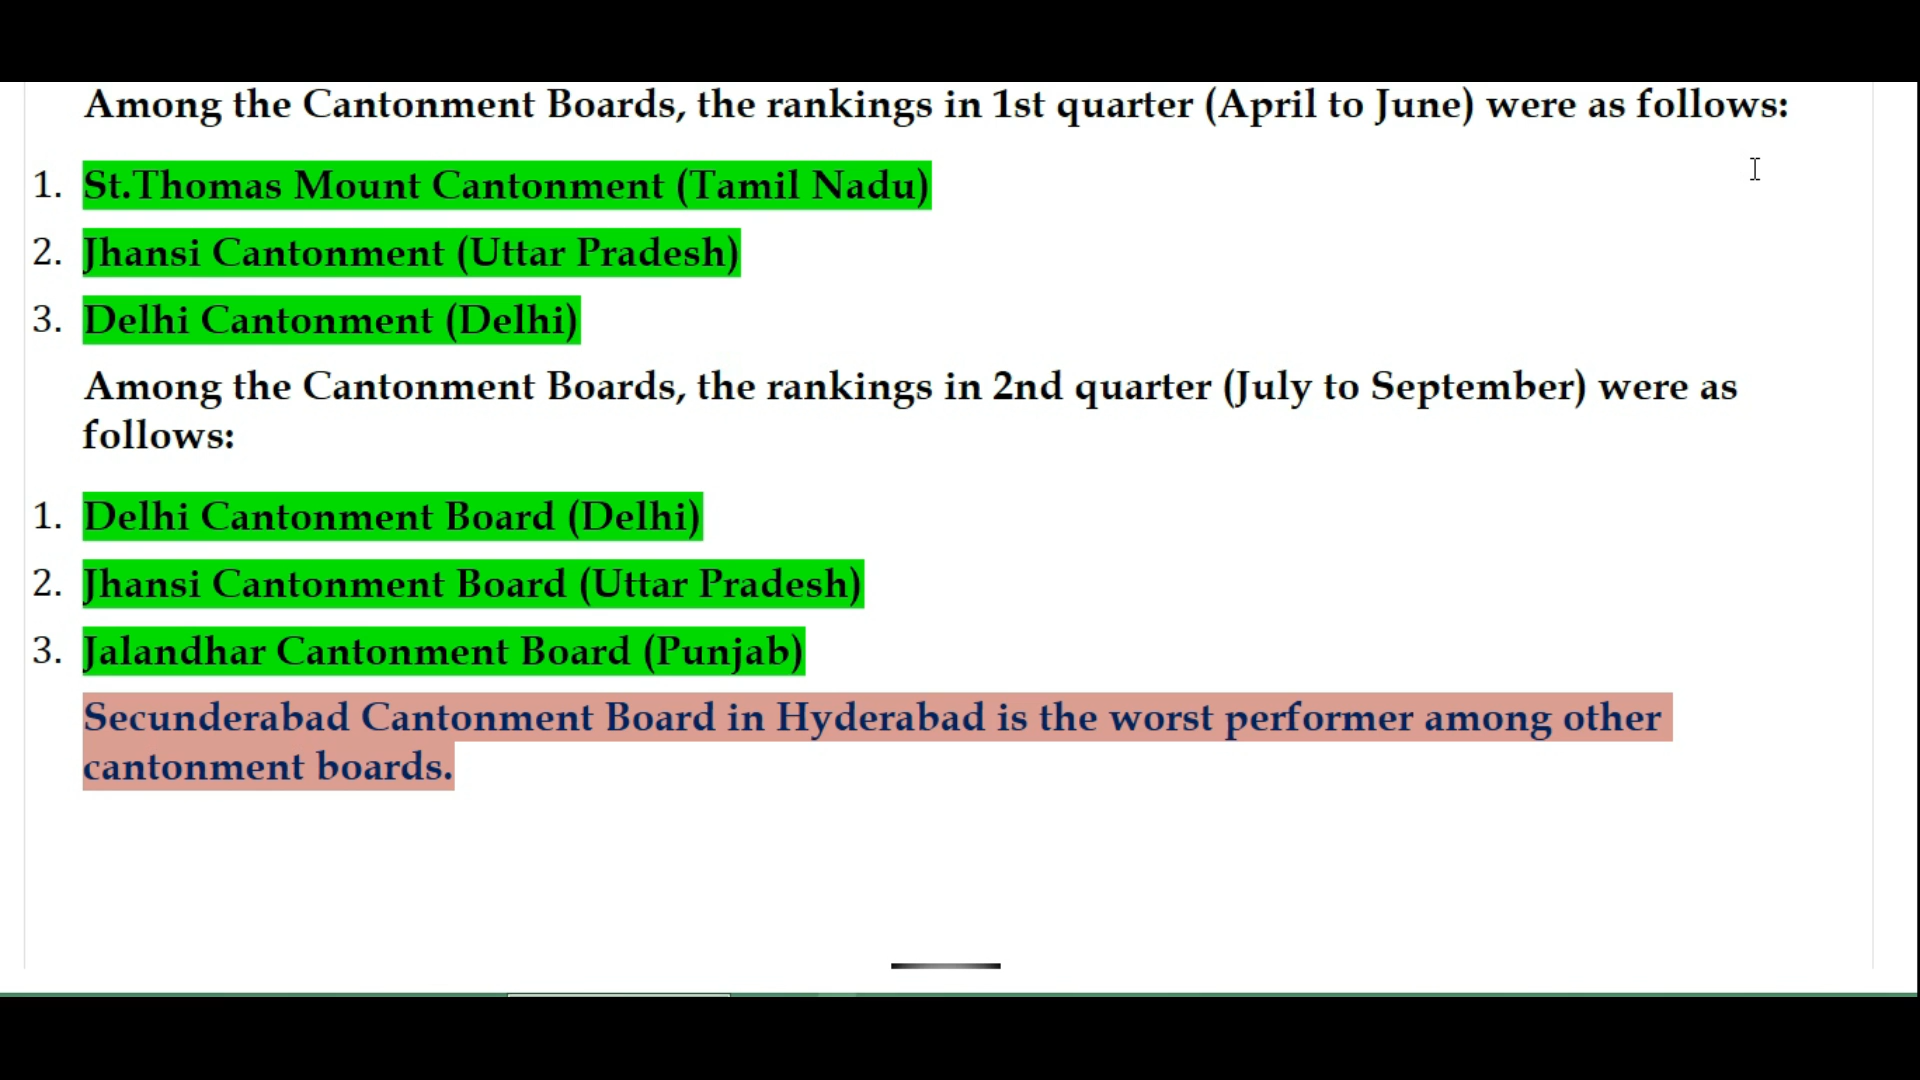 Among the Cantonment Boards, the rankings in 1st quarter (April to June) were as follows:
1. St.Thomas Mount Cantonment (Tamil Nadu)
2. Jhansi Cantonment (Uttar Pradesh)
3. Delhi Cantonment (Delhi)
Among the Cantonment Boards, the rankings in 2nd quarter (July to September) were as
follows:
1. Delhi Cantonment Board (Delhi)
2. Jhansi Cantonment Board (Uttar Pradesh)
3. Jalandhar Cantonment Board (Punjab)
Secunderabad Cantonment Board in Hyderabad is the worst performer among other
cantonment boards.